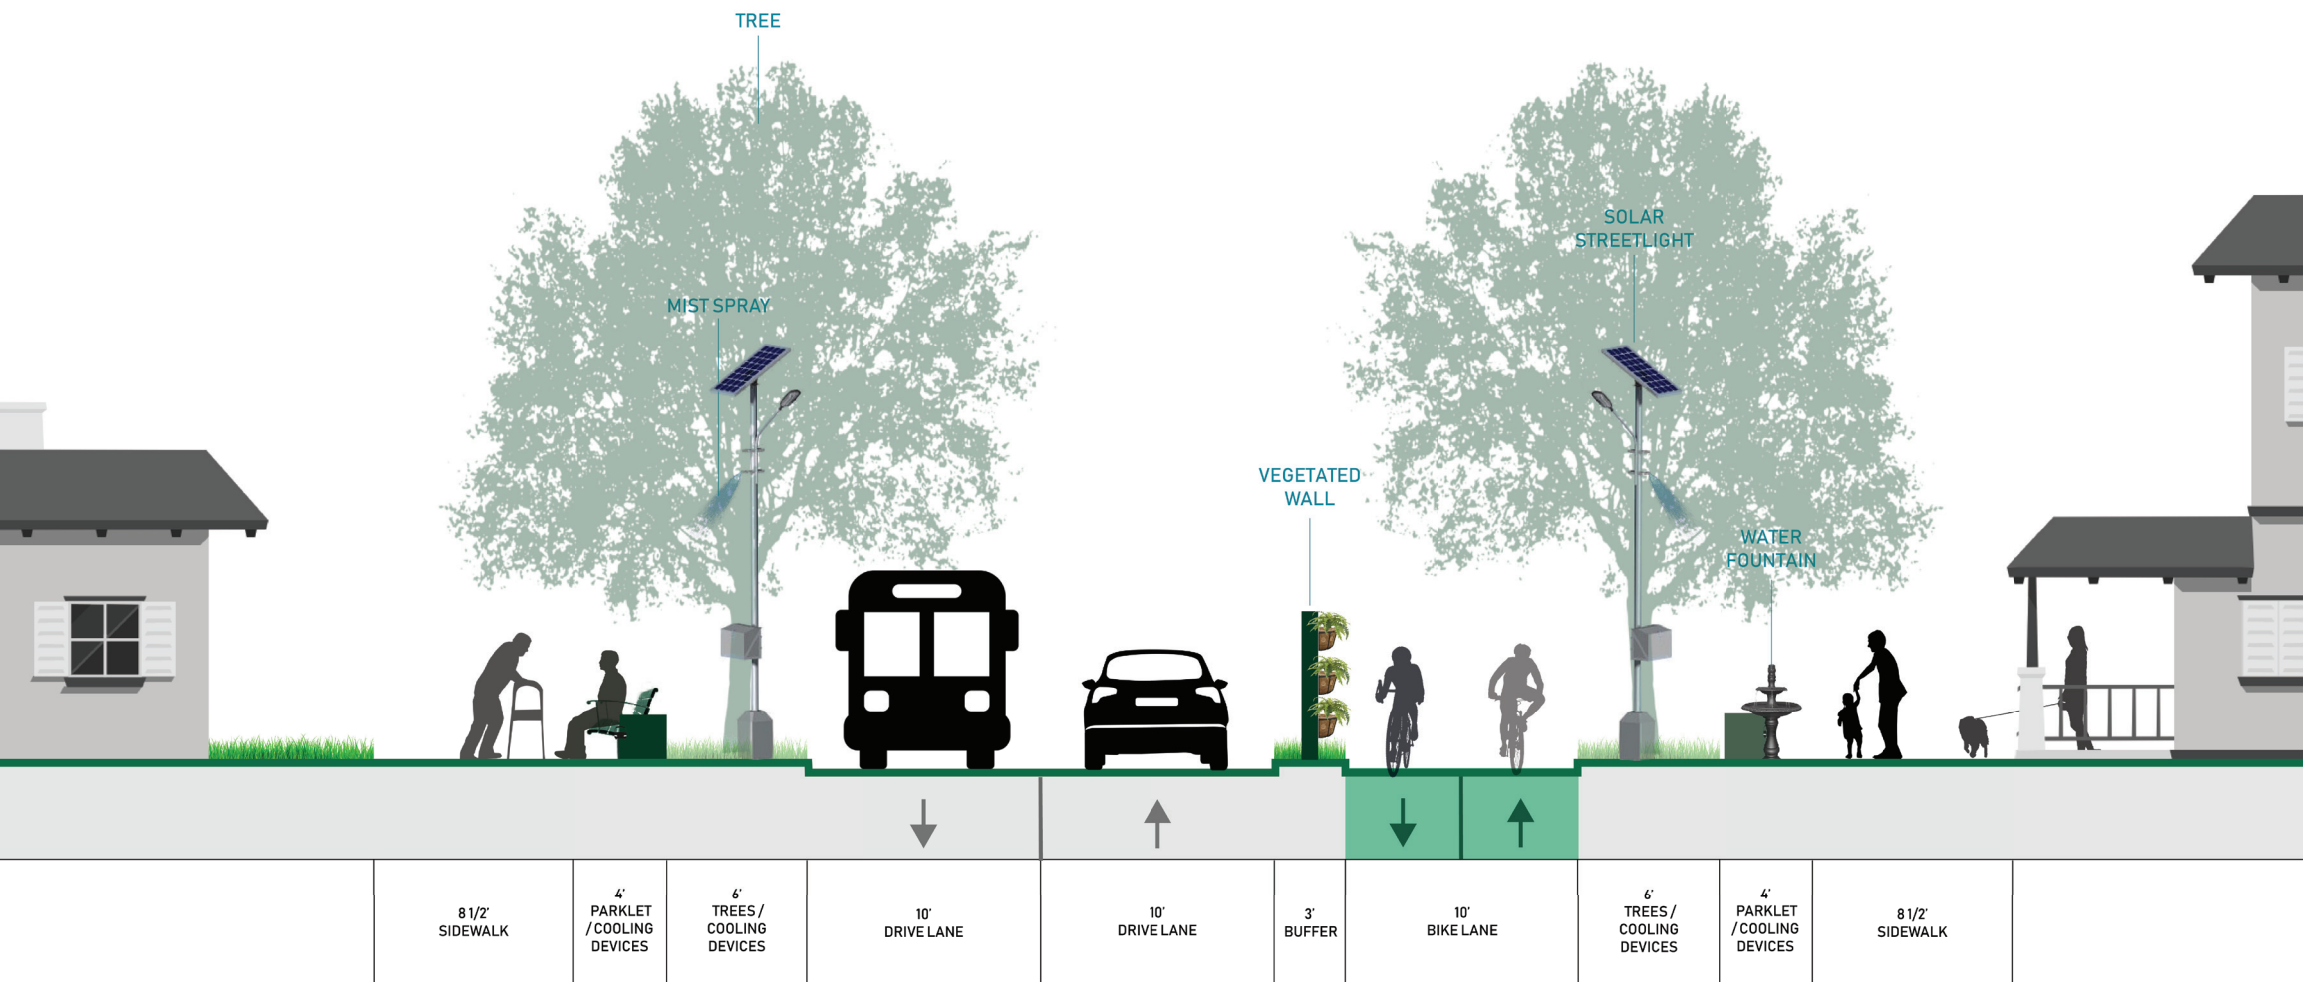 TREE
SOLAR
STREETLIGHT
MIST SPRAY
VEGETATED
WALL
WATER
FOUNTAIN
8 1/2'
SIDEWALK
4'
PARKLET
/ COOLING
DEVICES
6'
TREES /
COOLING
DEVICES
10'
DRIVE LANE
10'
DRIVE LANE
3'
BUFFER
10'
BIKE LANE
6'
TREES /
COOLING
DEVICES
4'
PARKLET
/ COOLING
DEVICES
8 1/2'
SIDEWALK